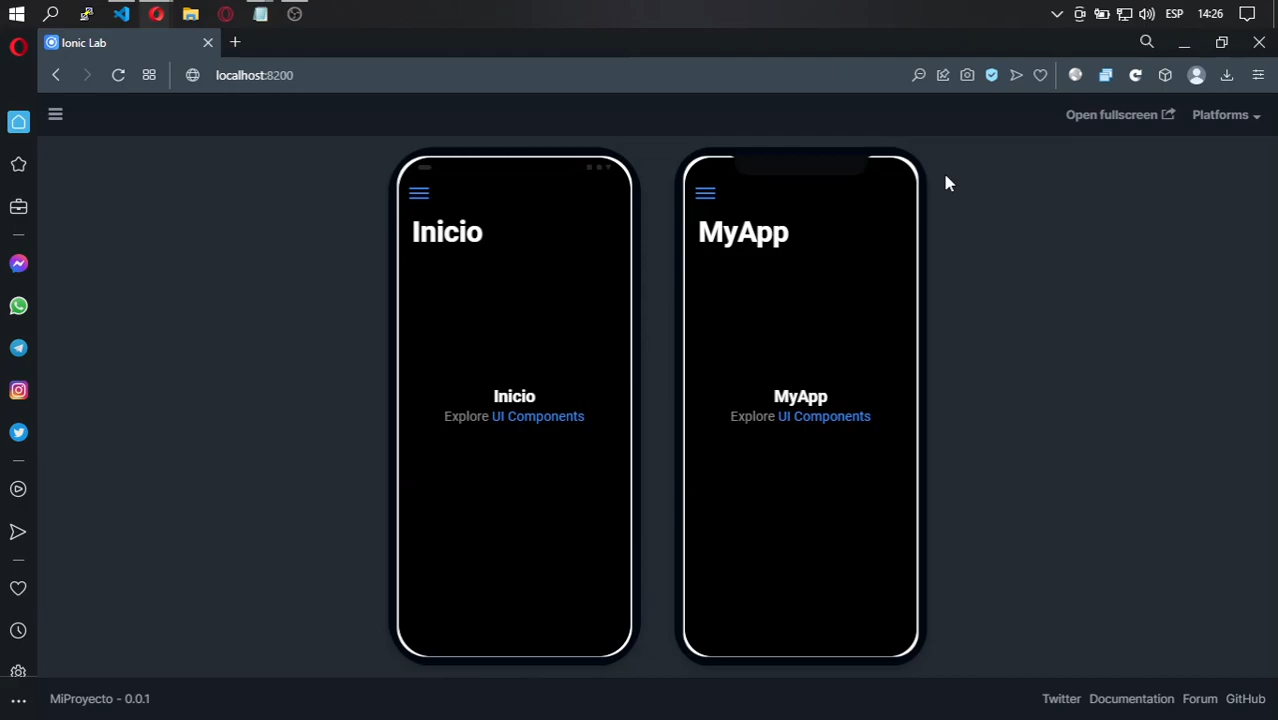 ESP 14:26
Ionic Lab
localhost:8200
Open fullscreen Platforms
Inicio
Inicio
Explore UI Components
MyApp
MyApp
Explore UI Components
MiProyecto - 0.0.1
Twitter Documentation Forum GitHub